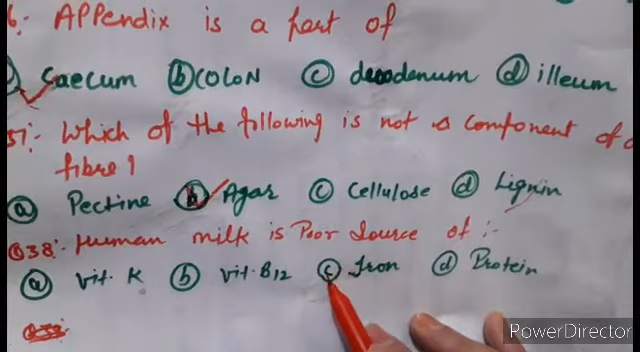 6:- Appendix is a part of
Caecum (b) COLON (c) deodenum (d) illeum
37:- Which of the following is not a component of
fibre?
(a) Pectine (b) Agar (c) Cellulose (d) Lignin
Q38:- Human milk is Poor Source of :-
(a) Vit. K (b) Vit. B12 (c) Iron (d) Protein
PowerDirector